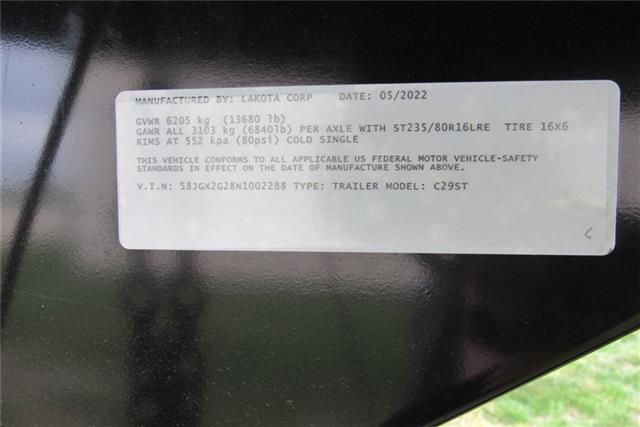 MANUFACTURED BY: LAKOTA CORP DATE: 05/2022
GVWR 6205 kg (13680 lb)
GAWR ALL 3103 kg (6840lb) PER AXLE WITH ST235/80R16LRE TIRE 16X6
RIMS AT 552 kpa (80psi) COLD SINGLE
THIS VEHICLE CONFORMS TO ALL APPLICABLE US FEDERAL MOTOR VEHICLE-SAFETY
STANDARDS IN EFFECT ON THE DATE OF MANUFACTURE SHOWN ABOVE.
V.I.N: 58JGX2G28N1002288 TYPE: TRAILER MODEL: C29ST